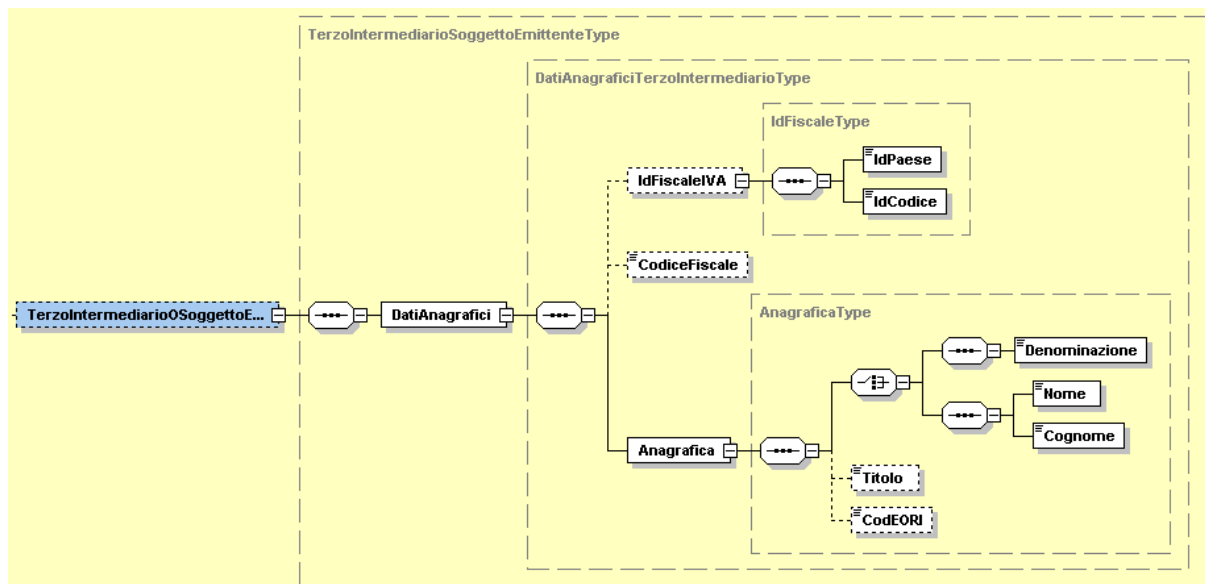 TerzoIntermediarioSoggettoEmittenteType
DatiAnagraficiTerzoIntermediarioType
IdFiscaleType
IdPaese
IdFiscaleIVA
IdCodice
CodiceFiscale
TerzoIntermediarioOSoggettoE...
DatiAnagrafici
AnagraficaType
Denominazione
Nome
Cognome
Anagrafica
Titolo
CodEORI